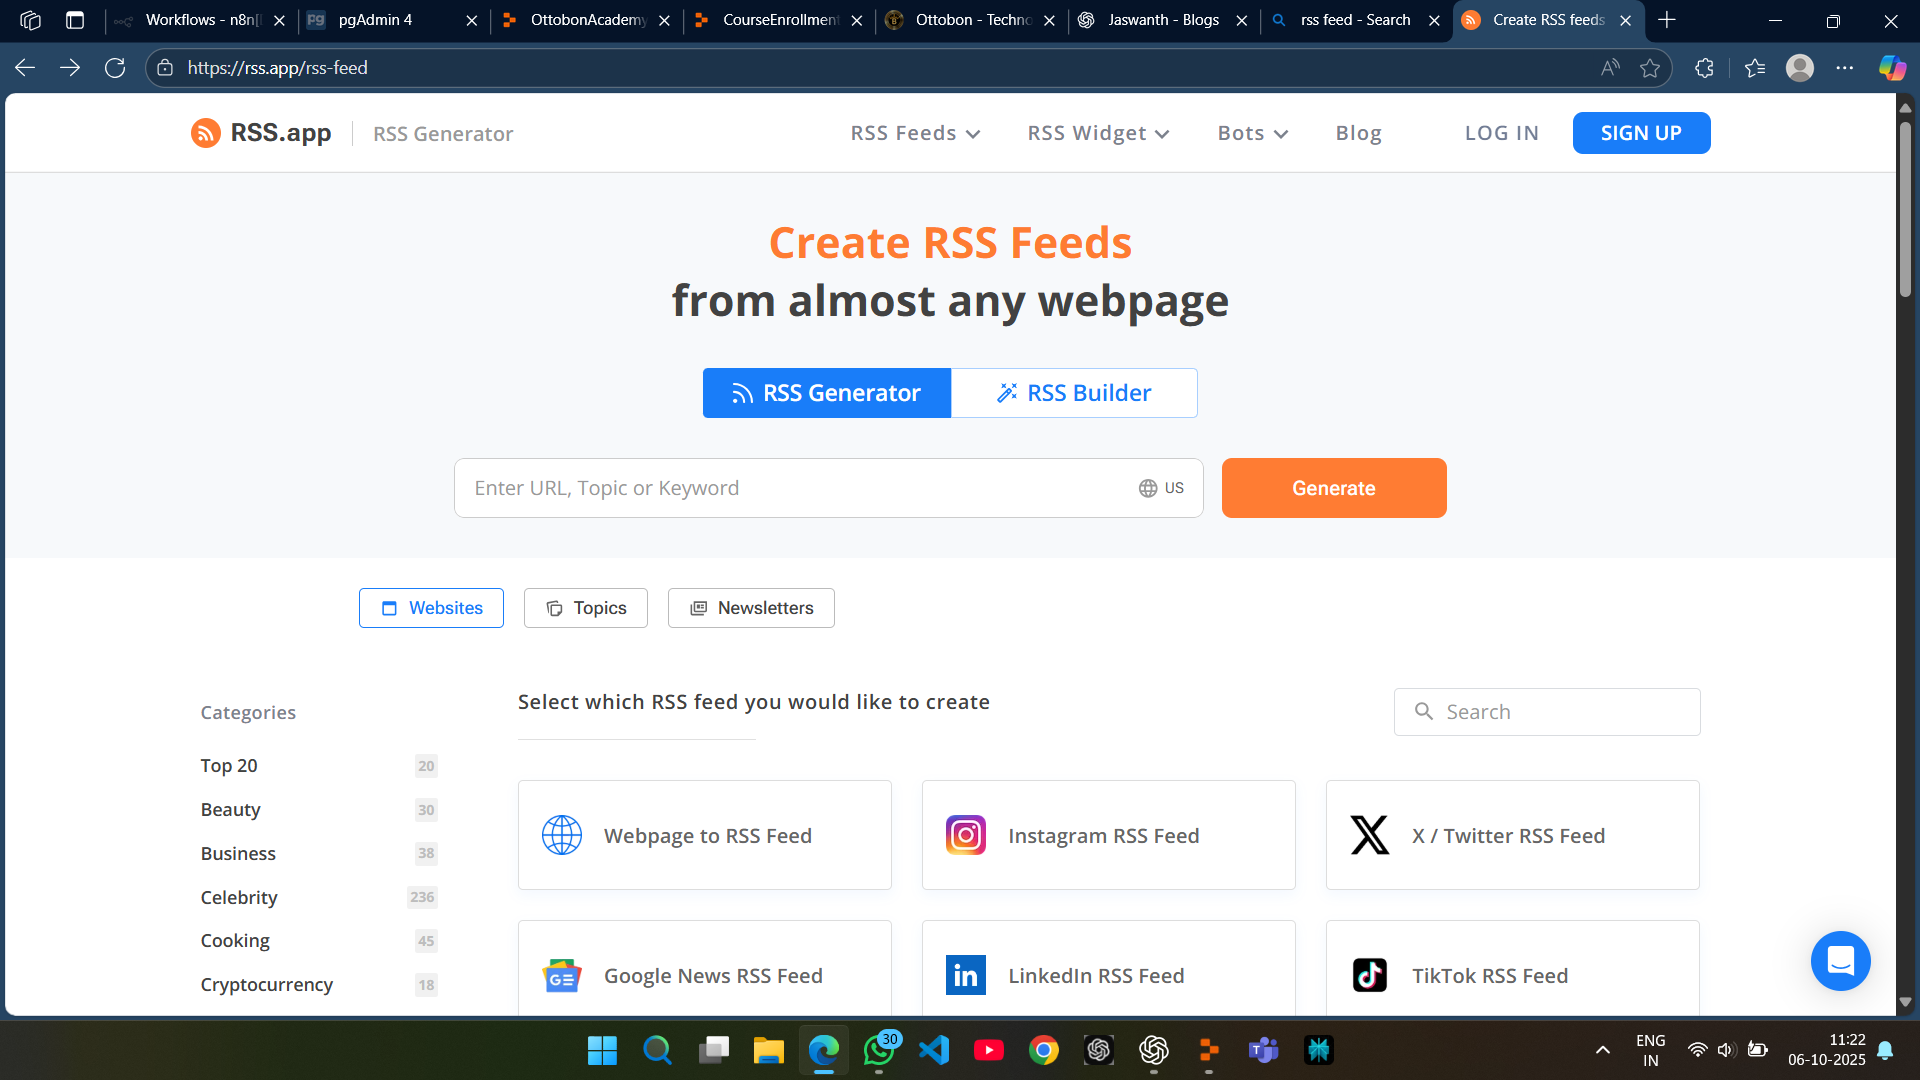 Workflows - n8n
pgAdmin 4
OttobonAcademy
CourseEnrollment
Ottobon - Techno
Jaswanth - Blogs
rss feed - Search
Create RSS feeds
https://rss.app/rss-feed
RSS.app
RSS Generator
RSS Feeds
RSS Widget
Bots
Blog
LOG IN
SIGN UP
Create RSS Feeds
from almost any webpage
RSS Generator
RSS Builder
Enter URL, Topic or Keyword
US
Generate
Websites
Topics
Newsletters
Categories
Select which RSS feed you would like to create
Search
Top 20
20
Beauty
30
Business
38
Celebrity
236
Cooking
45
Cryptocurrency
18
Webpage to RSS Feed
Instagram RSS Feed
X / Twitter RSS Feed
Google News RSS Feed
LinkedIn RSS Feed
TikTok RSS Feed
30
ENG
IN
11:22
06-10-2025